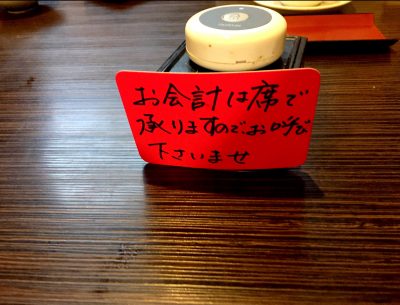 お会計は席で
承りますのでお呼び
下さいませ